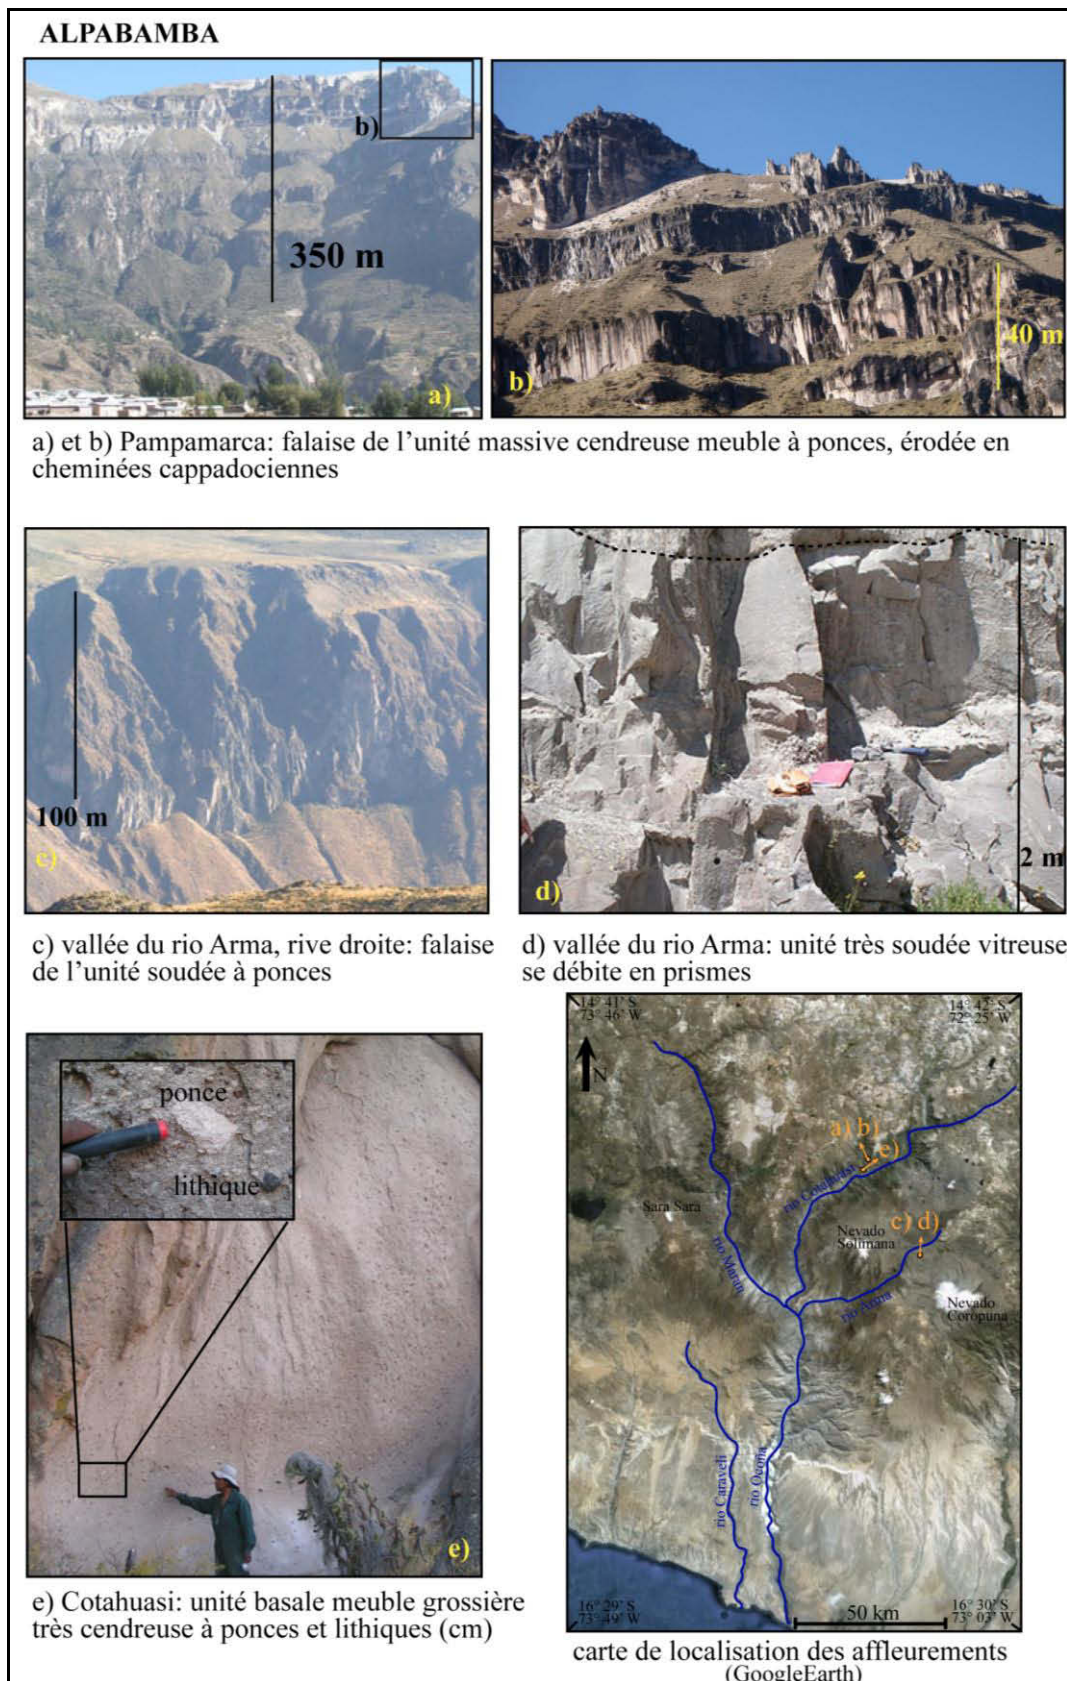 ALPABAMBA
b)
350 m
a)
40 m
b)
a) et b) Pampamarca: falaise de l'unité massive cendreuse meuble à ponces, érodée en
cheminées cappadociennes
100 m
c)
2 m
d)
c) vallée du rio Arma, rive droite: falaise
de l'unité soudée à ponces
d) vallée du rio Arma: unité très soudée vitreuse
se débite en prismes
ponce
lithique
e)
e) Cotahuasi: unité basale meuble grossière
très cendreuse à ponces et lithiques (cm)
14° 41' S
73° 46' W
14° 42' S
72° 25' W
N
a) b)
e)
rio Cotahuasi
Sara Sara
c) d)
Nevado
Solimana
rio Maran
rio Arma
Nevado
Coropuna
rio Caraveli
rio Ocona
16° 29' S
73° 49' W
16° 30' S
73° 03' W
50 km
carte de localisation des affleurements
(GoogleEarth)